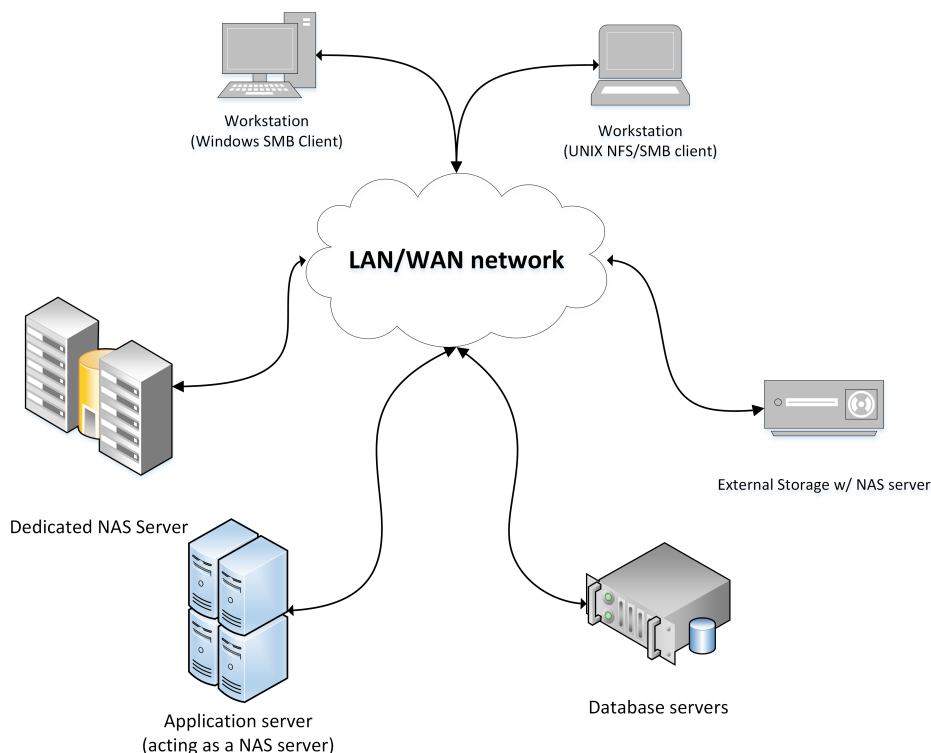 Workstation
(Windows SMB Client)
Workstation
(UNIX NFS/SMB client)
LAN/WAN network
External Storage w/ NAS server
Dedicated NAS Server
Database servers
Application server
(acting as a NAS server)